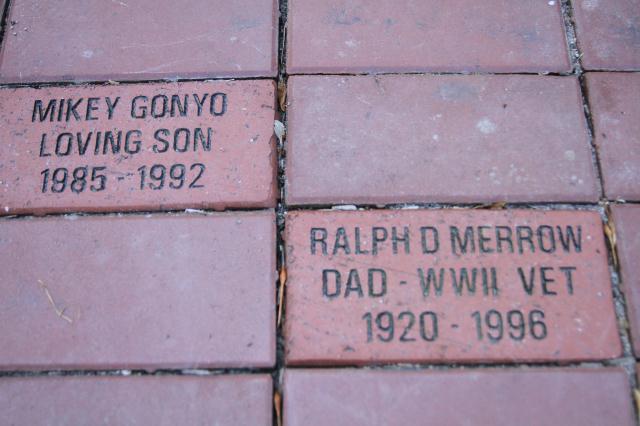 MIKEY GONYO
LOVING SON
1985 - 1992
RALPH D MERROW
DAD - WWII VET
1920 - 1996